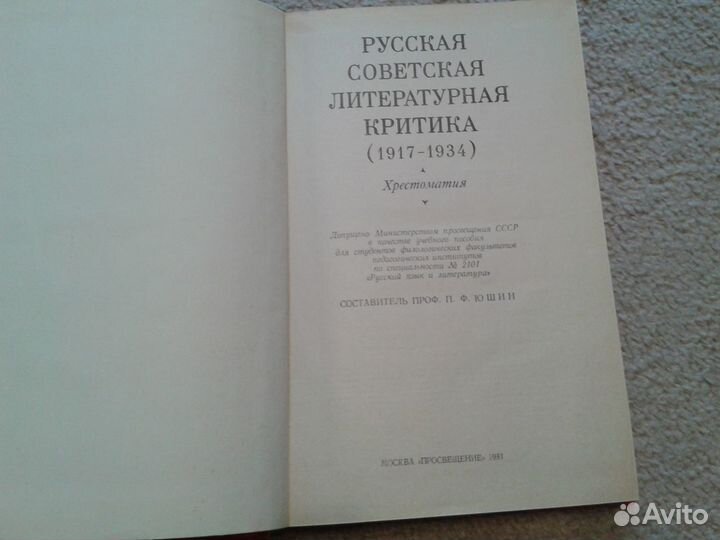 РУССКАЯ
СОВЕТСКАЯ
ЛИТЕРАТУРНАЯ
КРИТИКА
(1917-1934)
Хрестоматия
Допущено Министерством просвещения СССР
в качестве учебного пособия
для студентов филологических факультетов
педагогических институтов
по специальности № 2101
«Русский язык и литература»
СОСТАВИТЕЛЬ ПРОФ. П. Ф. ЮШИН
МОСКВА «ПРОСВЕЩЕНИЕ» 1981
Avito